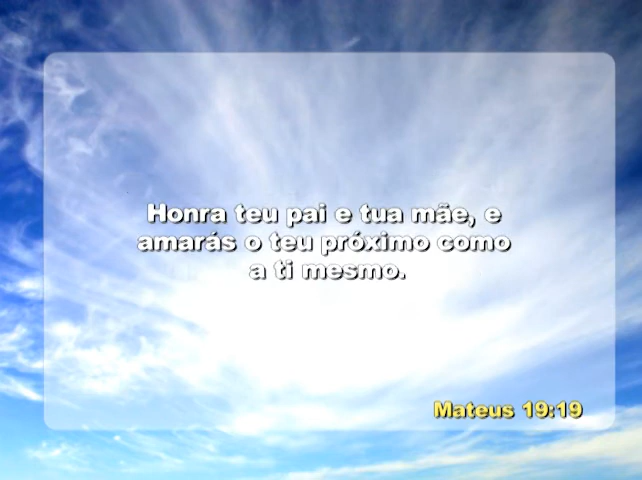 Honra teu pai e tua mãe, e
amarás o teu próximo como
a ti mesmo.
Mateus 19:19